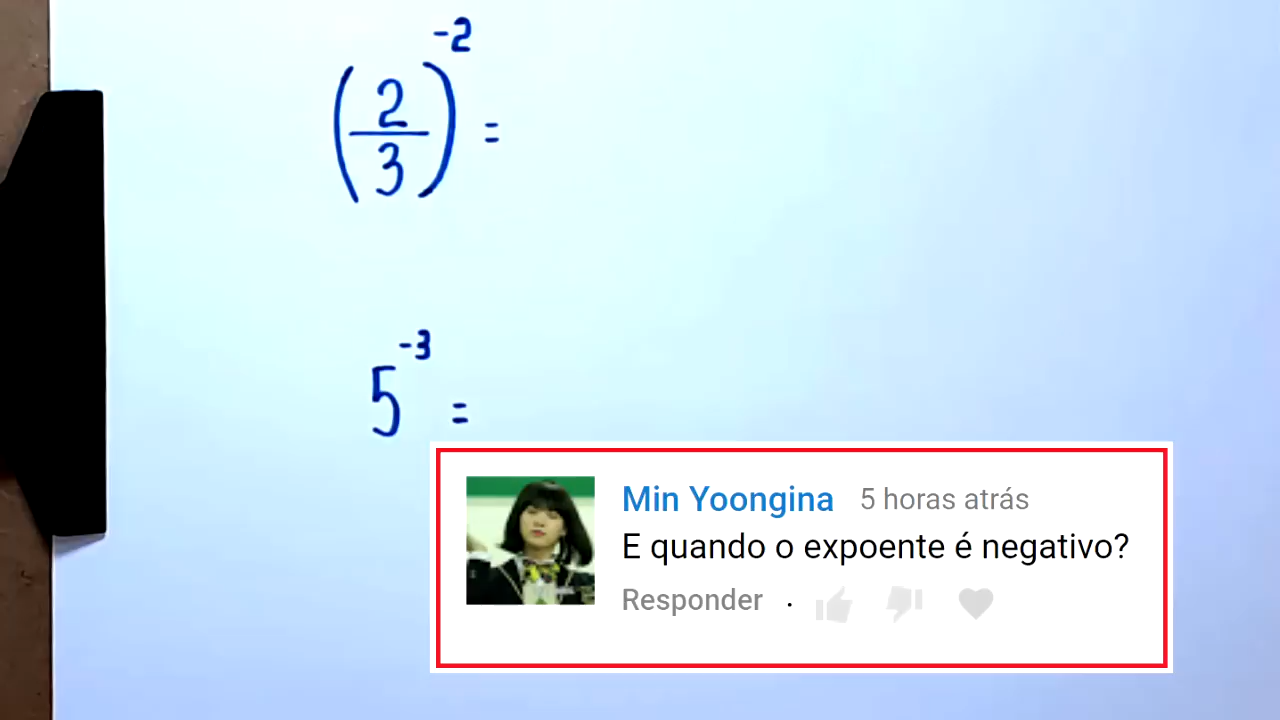 (2/3)^-2 =
5^-3 =
Min Yoongina 5 horas atrás
E quando o expoente é negativo?
Responder .